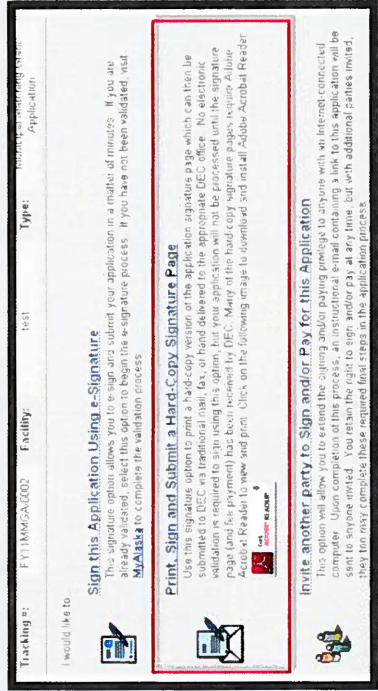 Tracking #: FY11MMGA/G002 Facility: test Type: Municipal Matching Grant
Application
I would like to
Sign this Application Using e-Signature
This signature option allows you to e-sign and submit your application in a matter of minutes. If you are
already validated, select this option to begin the e-signature process. If you have not been validated, visit
MyAlaska to complete the validation process
Print, Sign and Submit a Hard-Copy Signature Page
Use this signature option to print a hard-copy version of the application signature page which can then be
submitted to DEC via traditional mail, fax, or hand delivered to the appropriate DEC office. No electronic
validation is required to sign using this option, but your application will not be processed until the signature
page (and fee payment) has been received by DEC. Many of the hard-copy signature pages require Adobe
Acrobat Reader to view and print. Click on the following image to download and install Adobe Acrobat Reader
Get
ADOBE READER
Invite another party to Sign and/or Pay for this Application
This option will allow you to extend the signing and/or paying privilege to anyone with an Internet-connected
computer. Upon completion of this process, an instructional e-mail containing a link to this application will be
sent to anyone invited. You retain the right to sign and/or pay at any time, but with additional parties invited,
they too may complete these required final steps in the application process